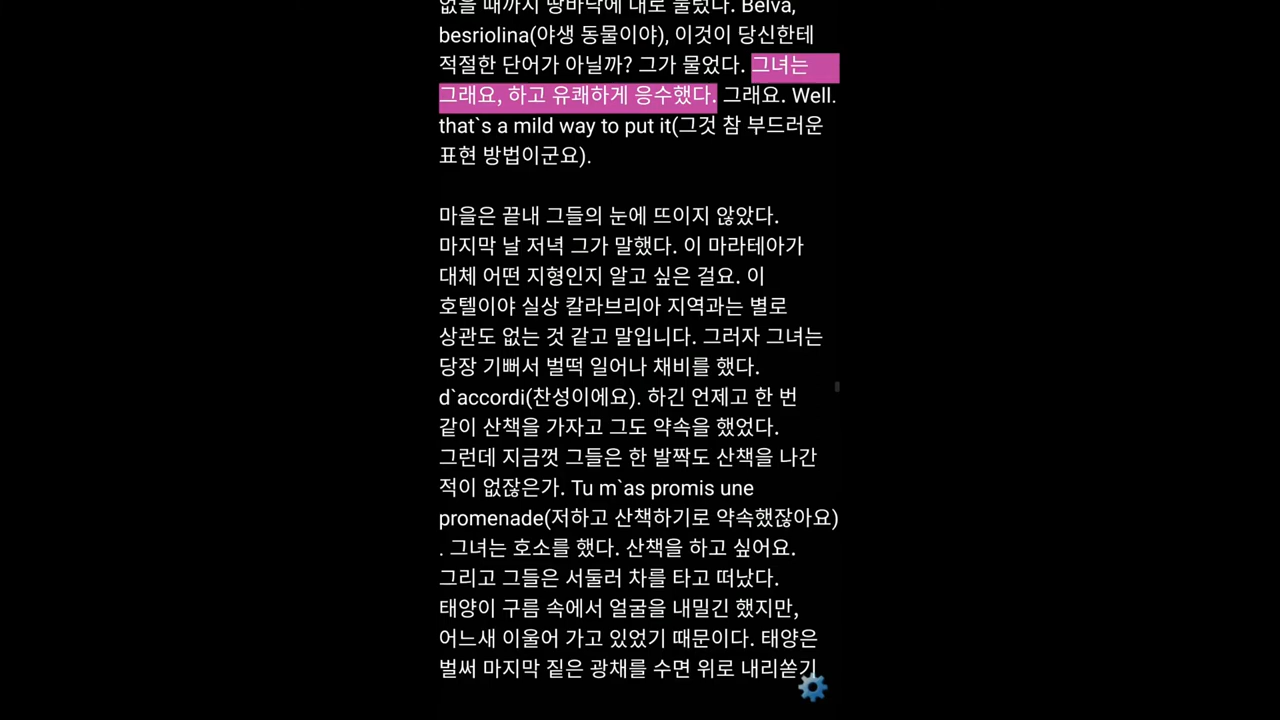 없을 때까지 땅바닥에 대로 눌렀다. Belva,
besriolina(야생 동물이야), 이것이 당신한테
적절한 단어가 아닐까? 그가 물었다. 그녀는
그래요, 하고 유쾌하게 응수했다. 그래요. Well.
that`s a mild way to put it(그것 참 부드러운
표현 방법이군요).
마을은 끝내 그들의 눈에 뜨이지 않았다.
마지막 날 저녁 그가 말했다. 이 마라테아가
대체 어떤 지형인지 알고 싶은 걸요. 이
호텔이야 실상 칼라브리아 지역과는 별로
상관도 없는 것 같고 말입니다. 그러자 그녀는
당장 기뻐서 벌떡 일어나 채비를 했다.
d`accordi(찬성이에요). 하긴 언제고 한 번
같이 산책을 가자고 그도 약속을 했었다.
그런데 지금껏 그들은 한 발짝도 산책을 나간
적이 없잖은가. Tu m`as promis une
promenade(저하고 산책하기로 약속했잖아요)
. 그녀는 호소를 했다. 산책을 하고 싶어요.
그리고 그들은 서둘러 차를 타고 떠났다.
태양이 구름 속에서 얼굴을 내밀긴 했지만,
어느새 이울어 가고 있었기 때문이다. 태양은
벌써 마지막 짙은 광채를 수면 위로 내리쏟기